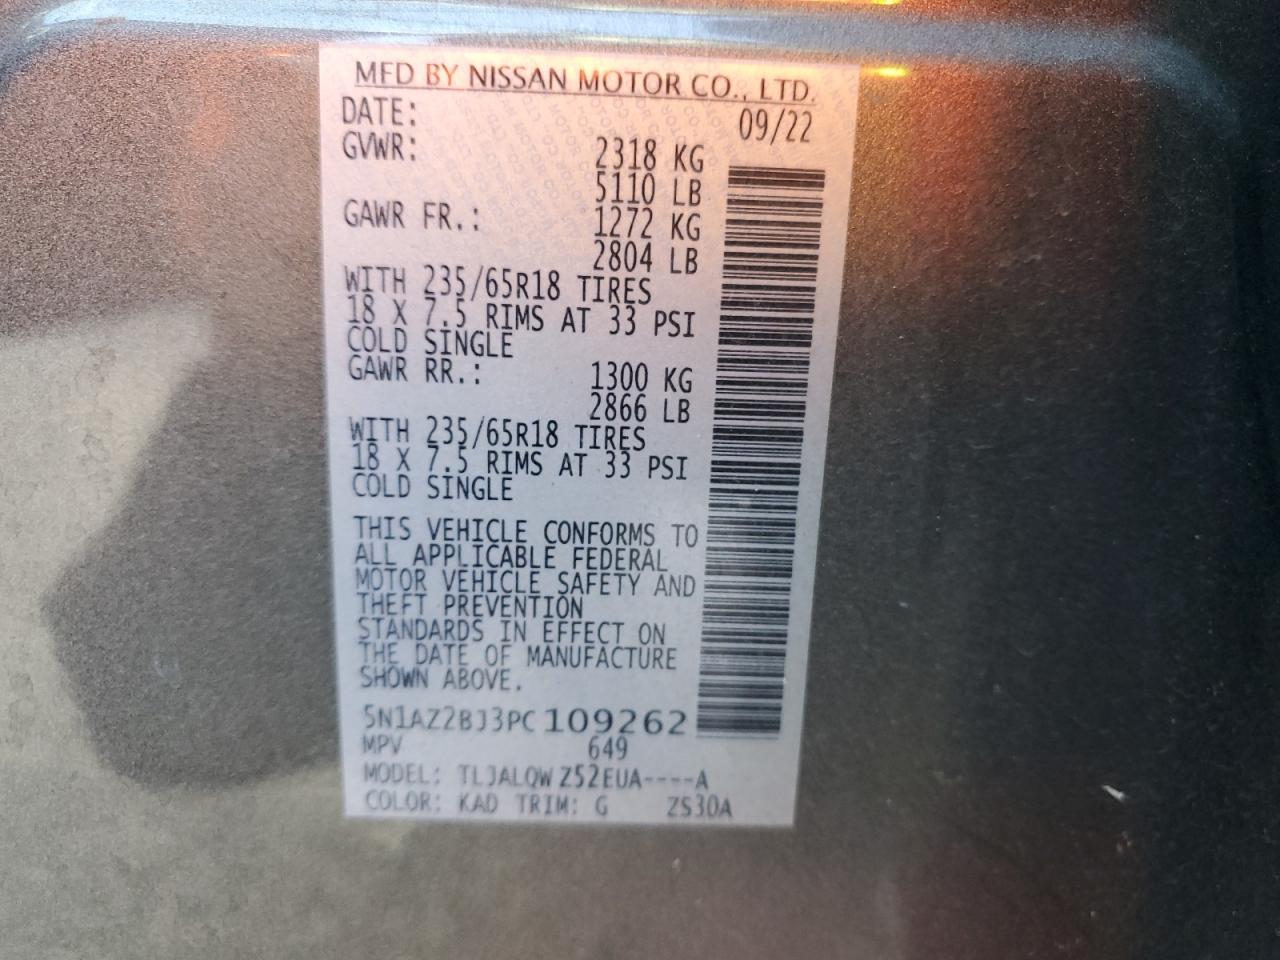 MFD BY NISSAN MOTOR CO., LTD.
DATE: 09/22
GVWR: 2318 KG
5110 LB
GAWR FR.: 1272 KG
2804 LB
WITH 235/65R18 TIRES
18 X 7.5 RIMS AT 33 PSI
COLD SINGLE
GAWR RR.: 1300 KG
2866 LB
WITH 235/65R18 TIRES
18 X 7.5 RIMS AT 33 PSI
COLD SINGLE
THIS VEHICLE CONFORMS TO
ALL APPLICABLE FEDERAL
MOTOR VEHICLE SAFETY AND
THEFT PREVENTION
STANDARDS IN EFFECT ON
THE DATE OF MANUFACTURE
SHOWN ABOVE.
5N1AZ2BJ3PC109262
MPV 649
MODEL: TLJALQW Z52EUA----A
COLOR: KAD TRIM: G ZS30A